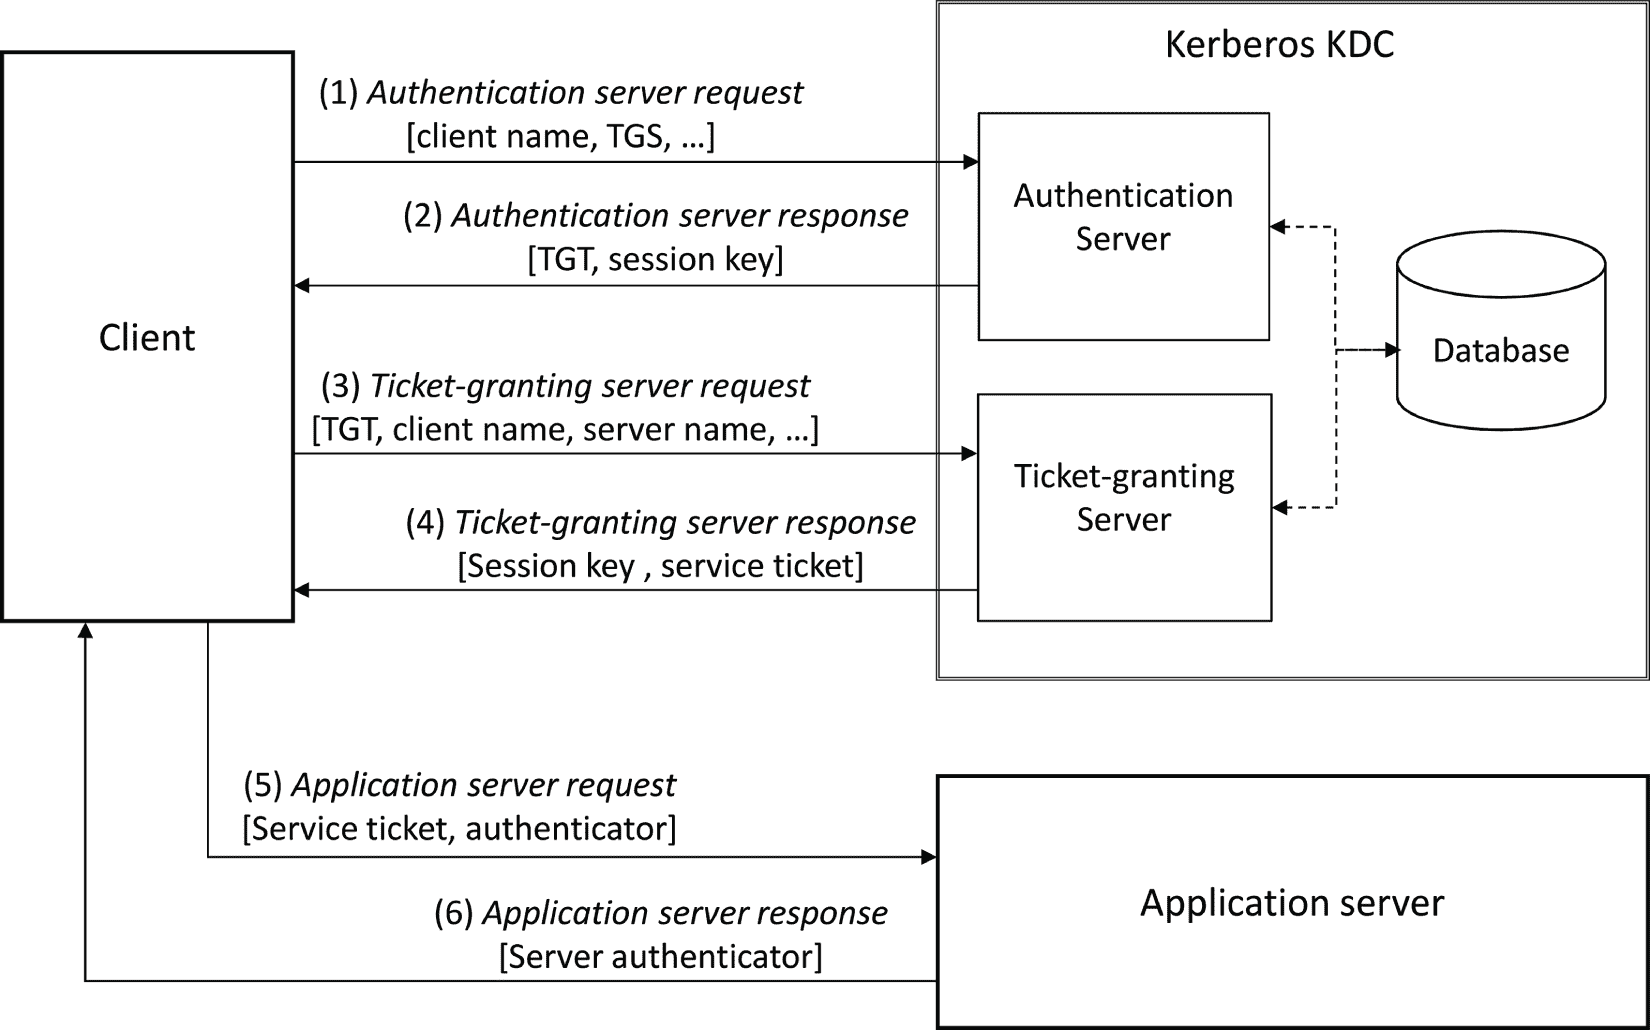 Kerberos KDC
(1) Authentication server request
[client name, TGS, ...]
Authentication
Server
(2) Authentication server response
[TGT, session key]
Client
Database
(3) Ticket-granting server request
[TGT, client name, server name, ...]
Ticket-granting
Server
(4) Ticket-granting server response
[Session key , service ticket]
(5) Application server request
[Service ticket, authenticator]
Application server
(6) Application server response
[Server authenticator]